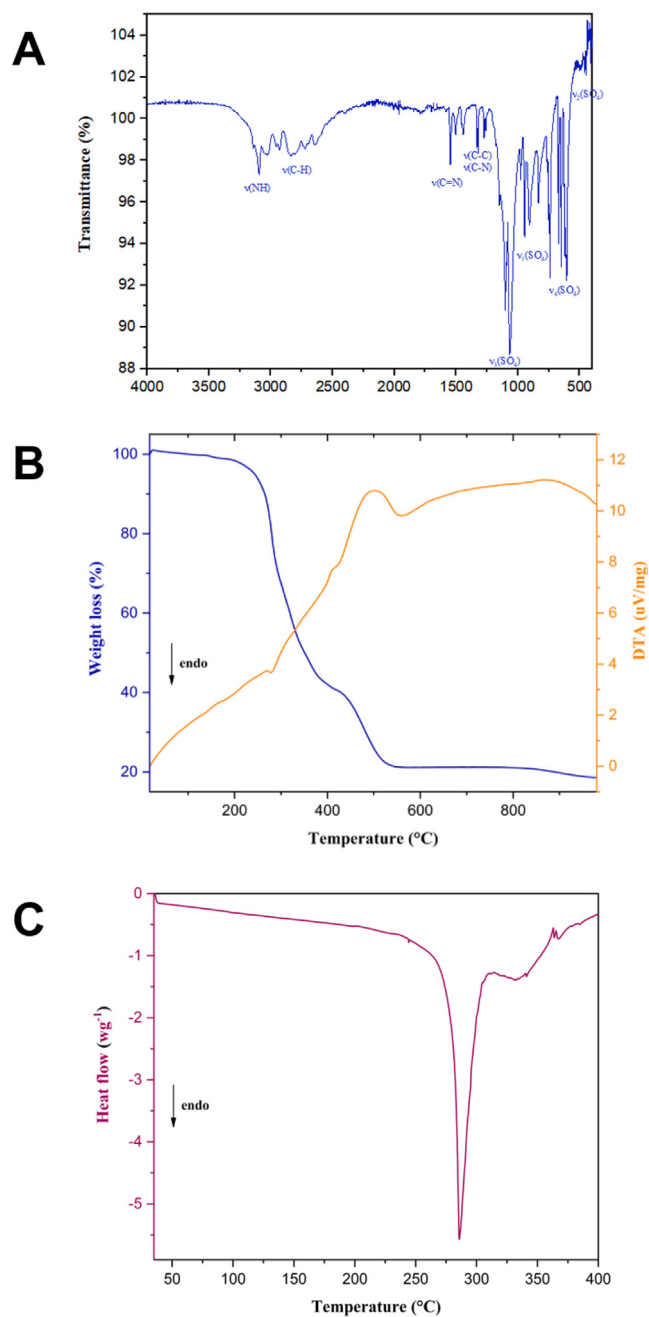 A
104
102
100
98
96
94
92
90
88
Transmittance (%)
ν(NH)
ν(C-H)
ν(C=N)
ν(C-C)
ν(C-N)
ν₃(SO₄)
ν₁(SO₄)
ν₄(SO₄)
ν₂(SO₄)
4000 3000 2500 2000 1500 1000 500
B
100
80
60
40
20
Weight loss (%)
endo
12
10
8
6
4
2
0
DTA (uV/mg)
200 400 600 800
Temperature (°C)
C
0
-1
-2
-3
-4
-5
Heat flow (wg⁻¹)
endo
50 100 150 200 250 300 350 400
Temperature (°C)